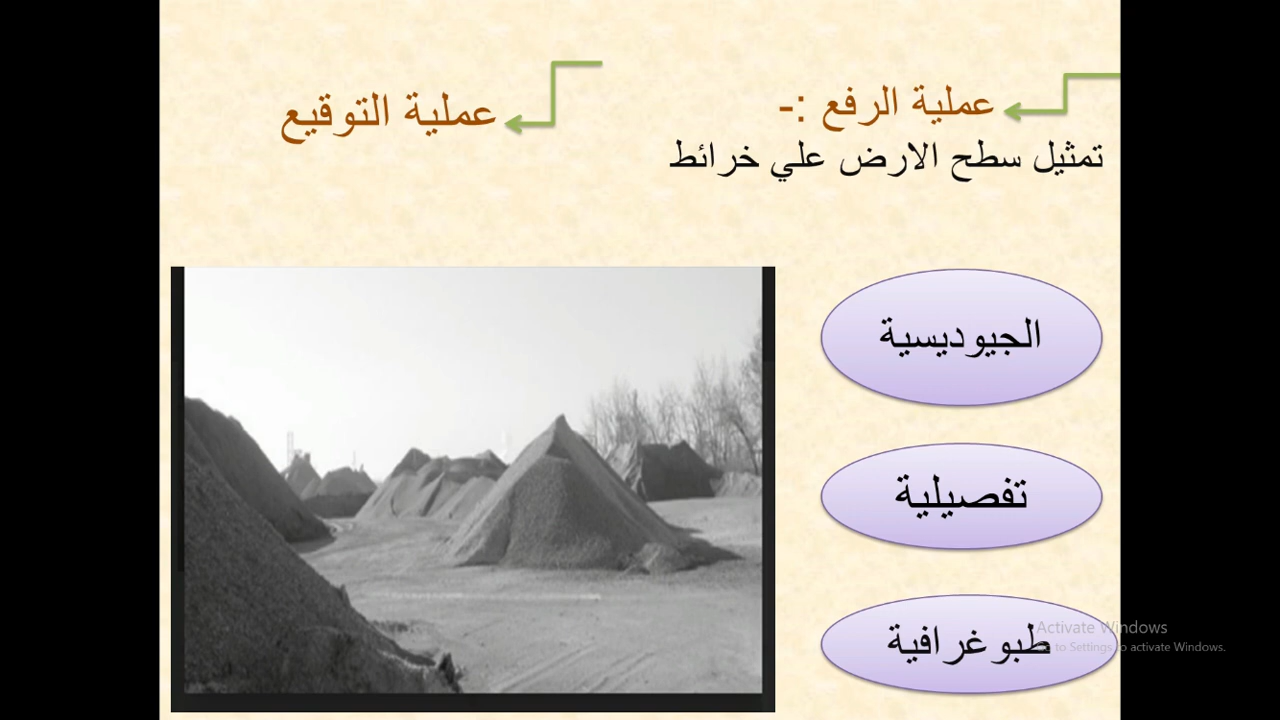 عملية الرفع :-
تمثيل سطح الارض علي خرائط
عملية التوقيع
الجيوديسية
تفصيلية
طبوغرافية
Activate Windows
Go to Settings to activate Windows.